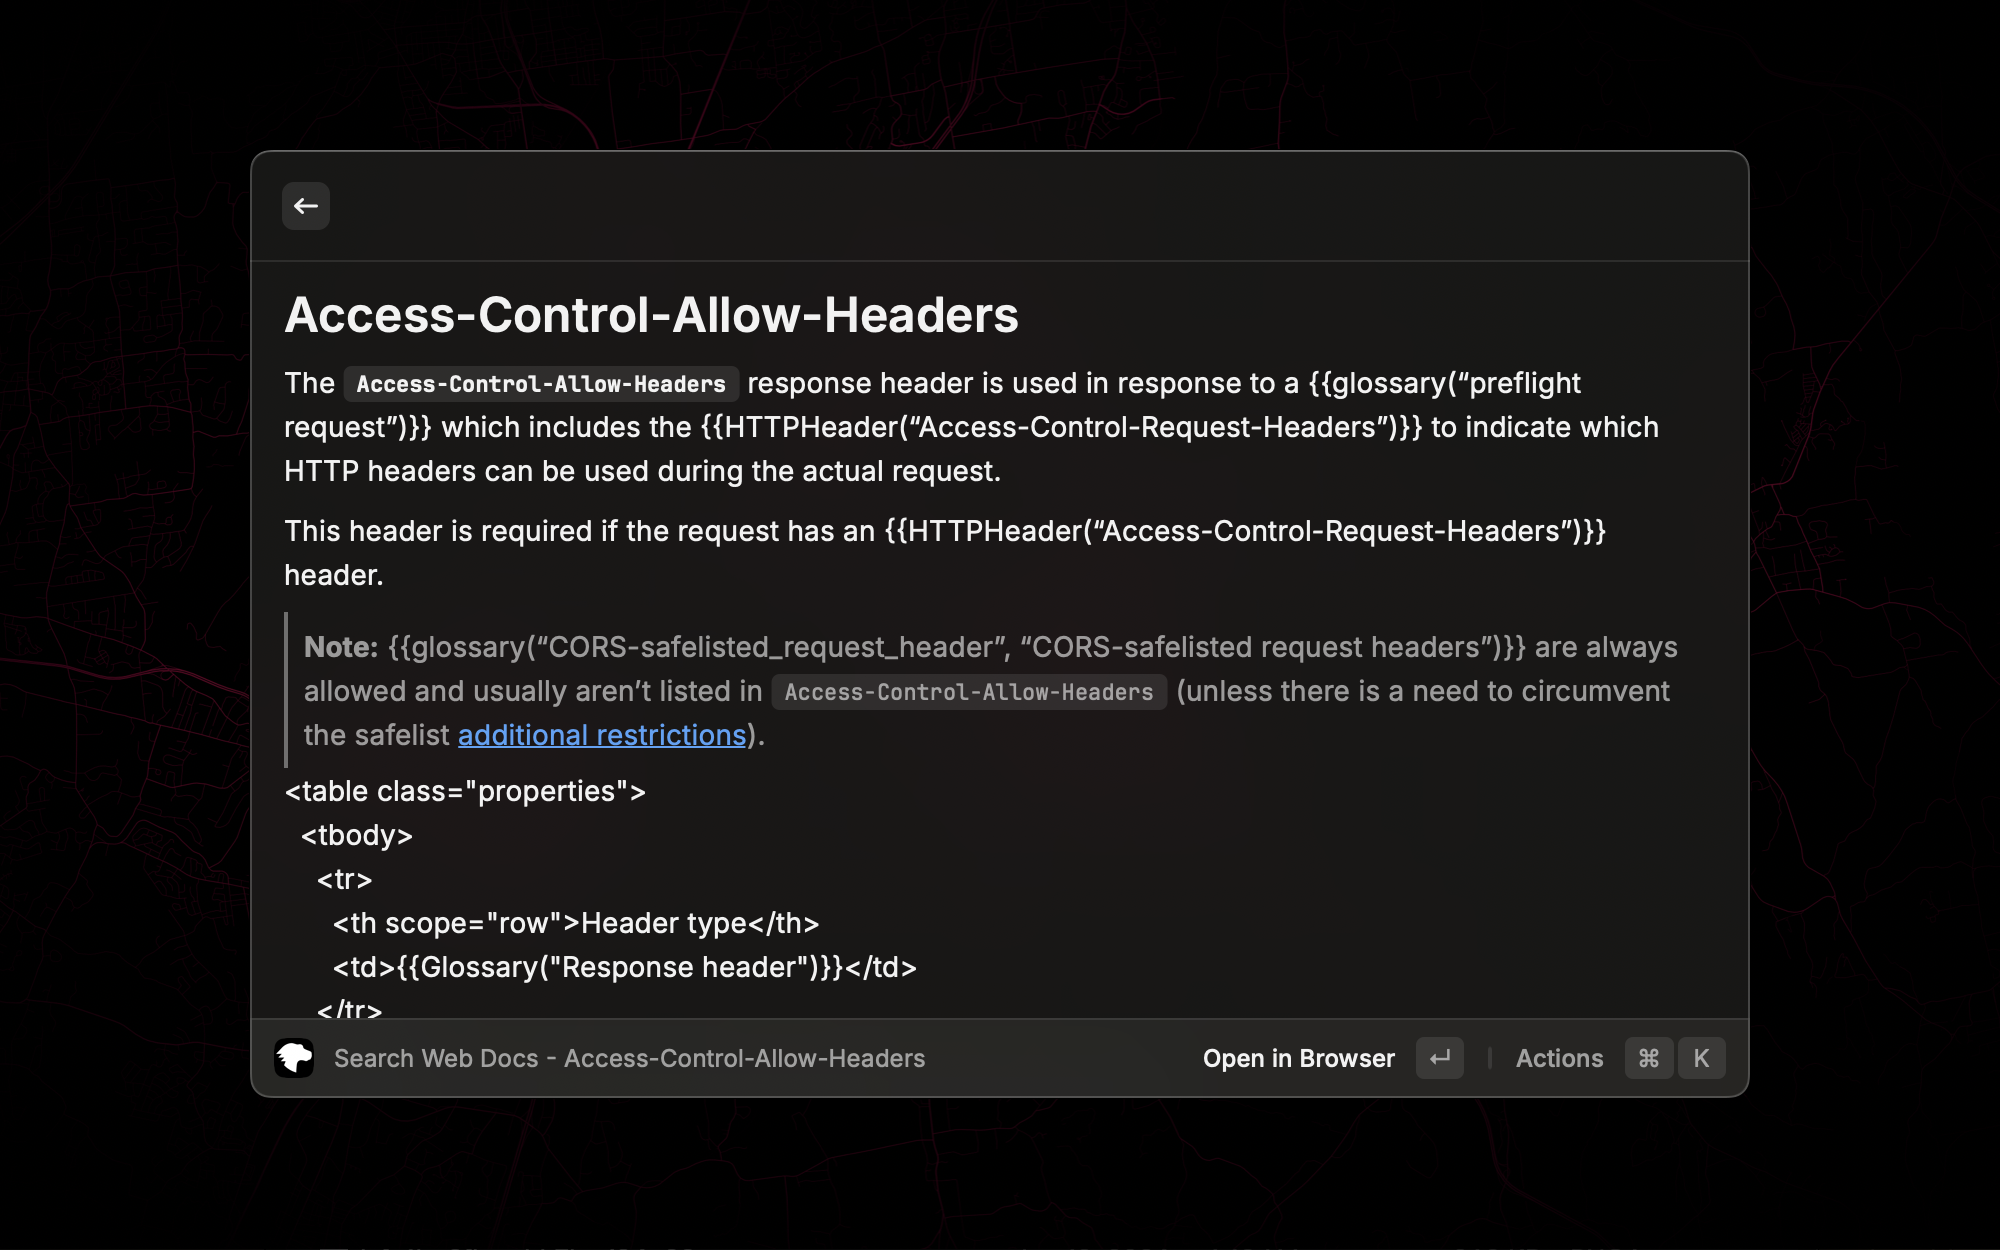 Access-Control-Allow-Headers
The Access-Control-Allow-Headers response header is used in response to a {{glossary(“preflight
request”)}} which includes the {{HTTPHeader(“Access-Control-Request-Headers”)}} to indicate which
HTTP headers can be used during the actual request.
This header is required if the request has an {{HTTPHeader(“Access-Control-Request-Headers”)}}
header.
Note: {{glossary(“CORS-safelisted_request_header”, “CORS-safelisted request headers”)}} are always
allowed and usually aren’t listed in Access-Control-Allow-Headers (unless there is a need to circumvent
the safelist additional restrictions).
<table class="properties">
<tbody>
<tr>
<th scope="row">Header type</th>
<td>{{Glossary("Response header")}}</td>
</tr>
Search Web Docs - Access-Control-Allow-Headers
Open in Browser ↵ | Actions ⌘ K